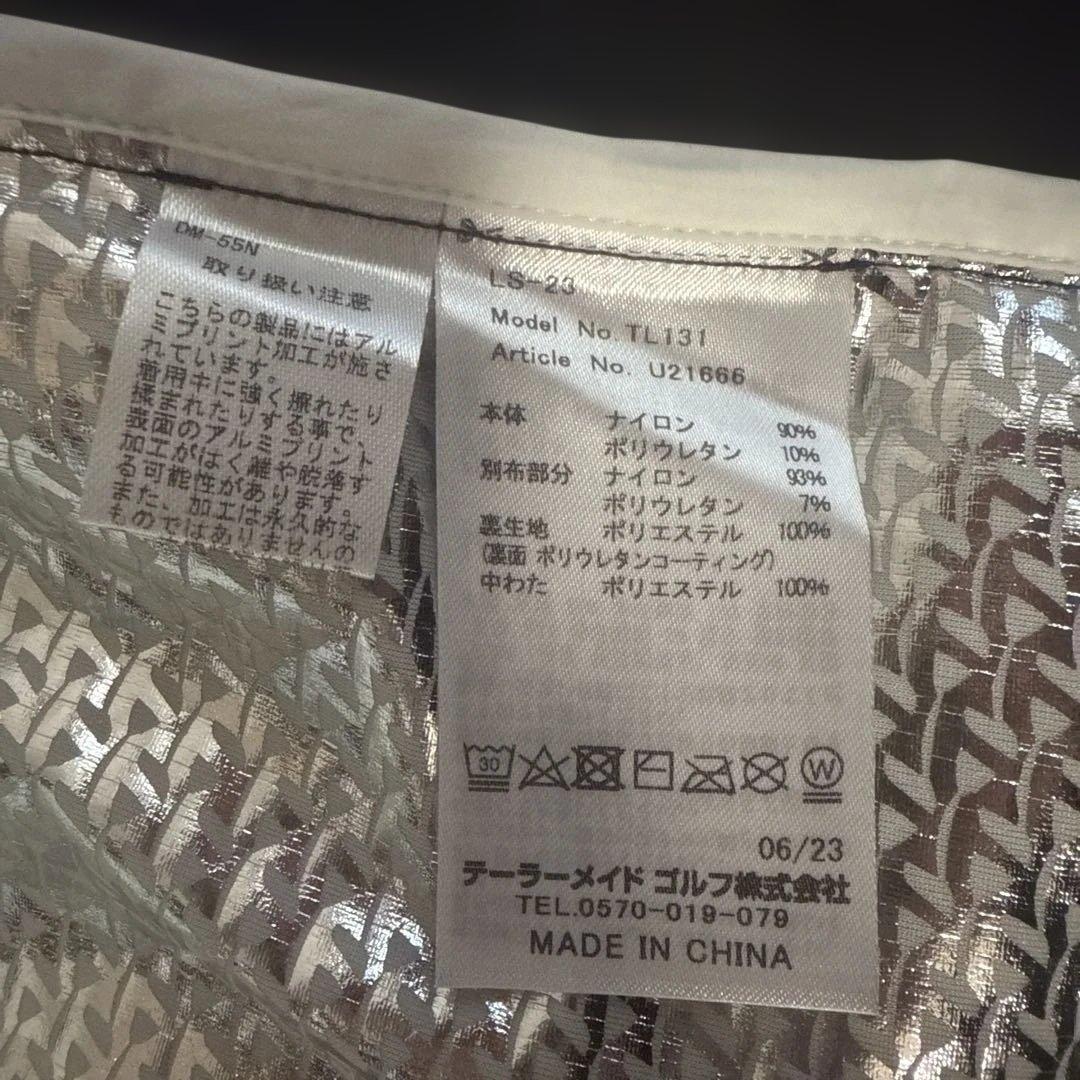 DM-55N
取り扱い注意
こちらの製品にはアル
ミプリント加工が施さ
れています。
着用中に強く擦れたり
揉まれたりする事で、
表面のアルミプリント
加工がはく離や脱落す
る可能性があります。
また、加工は永久的な
ものではありませんの
LS-23
Model No. TL131
Article No. U21666
本体 ナイロン 90%
ポリウレタン 10%
別布部分 ナイロン 93%
ポリウレタン 7%
裏生地 ポリエステル 100%
(裏面 ポリウレタンコーティング)
中わた ポリエステル 100%
30 W
06/23
テーラーメイド ゴルフ株式会社
TEL.0570-019-079
MADE IN CHINA